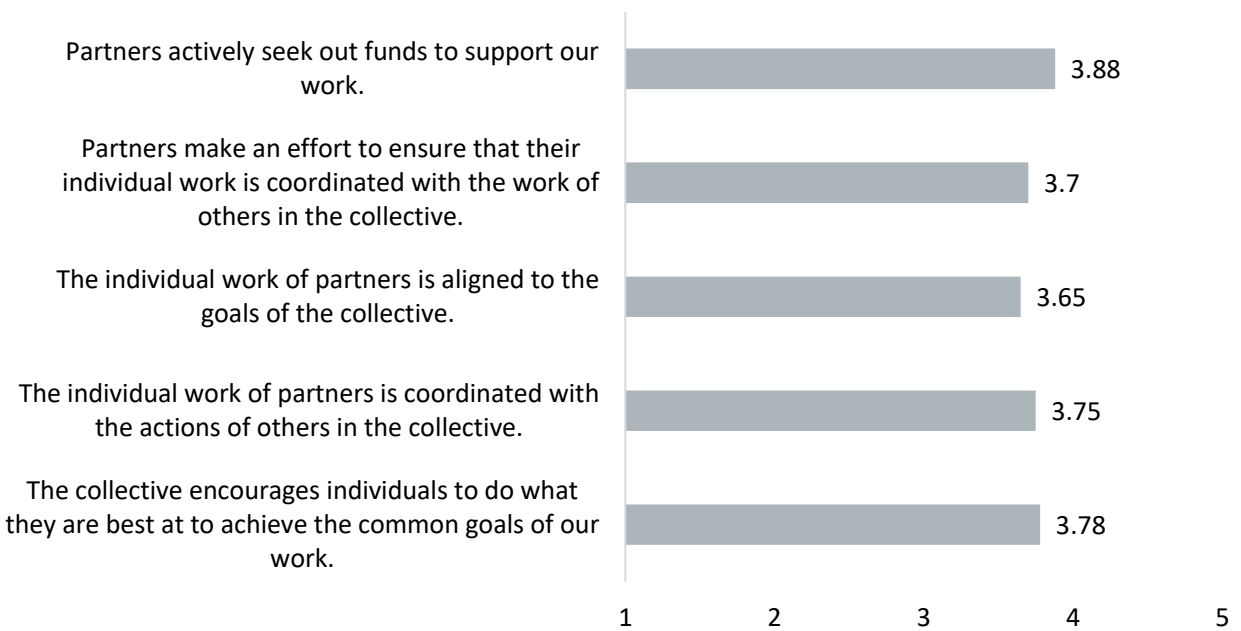 Partners actively seek out funds to support our
work.
3.88
Partners make an effort to ensure that their
individual work is coordinated with the work of
others in the collective.
3.7
The individual work of partners is aligned to the
goals of the collective.
3.65
The individual work of partners is coordinated with
the actions of others in the collective.
3.75
The collective encourages individuals to do what
they are best at to achieve the common goals of our
work.
3.78
1 2 3 4 5